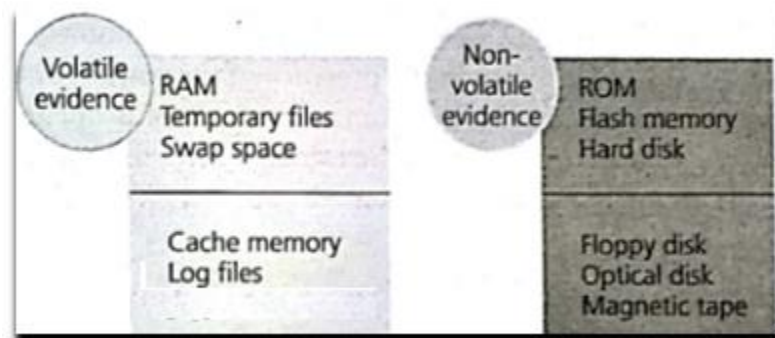 Volatile
evidence
RAM
Temporary files
Swap space
Cache memory
Log files
Non-
volatile
evidence
ROM
Flash memory
Hard disk
Floppy disk
Optical disk
Magnetic tape